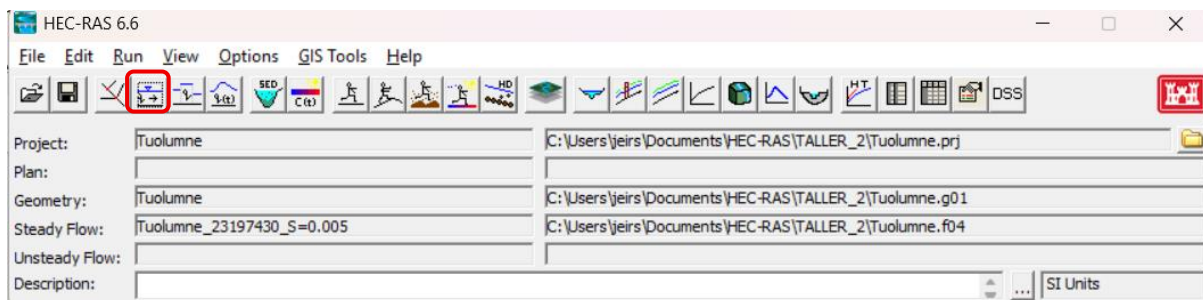 HEC-RAS 6.6
File Edit Run View Options GIS Tools Help
SED C(t) HD HT DSS
Project: Tuolumne C:\Users\jeirs\Documents\HEC-RAS\TALLER_2\Tuolumne.prj
Plan:
Geometry: Tuolumne C:\Users\jeirs\Documents\HEC-RAS\TALLER_2\Tuolumne.g01
Steady Flow: Tuolumne_23197430_S=0.005 C:\Users\jeirs\Documents\HEC-RAS\TALLER_2\Tuolumne.f04
Unsteady Flow:
Description: ... SI Units